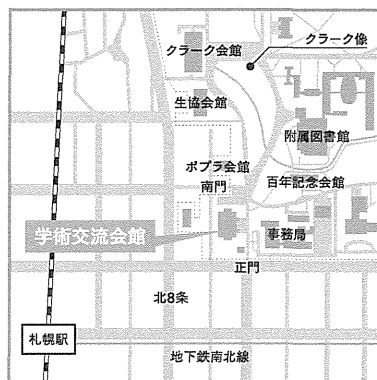 クラーク像
クラーク会館
生協会館
附属図書館
ポプラ会館
南門
百年記念会館
学術交流会館
事務局
正門
北8条
札幌駅
地下鉄南北線